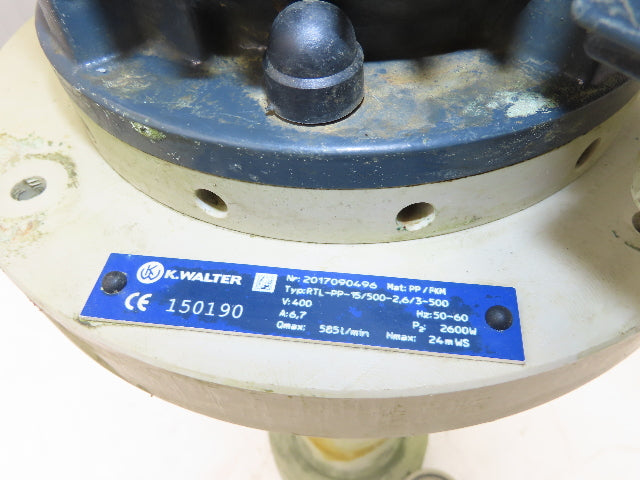 K.WALTER
CE 150190
Nr: 2017090496 Mat: PP/FKM
Typ:RTL-PP-15/500-2,6/3-500
V: 400 Hz: 50-60
A: 6,7 P₂: 2600W
Qmax: 585l/min Hmax: 24mWS